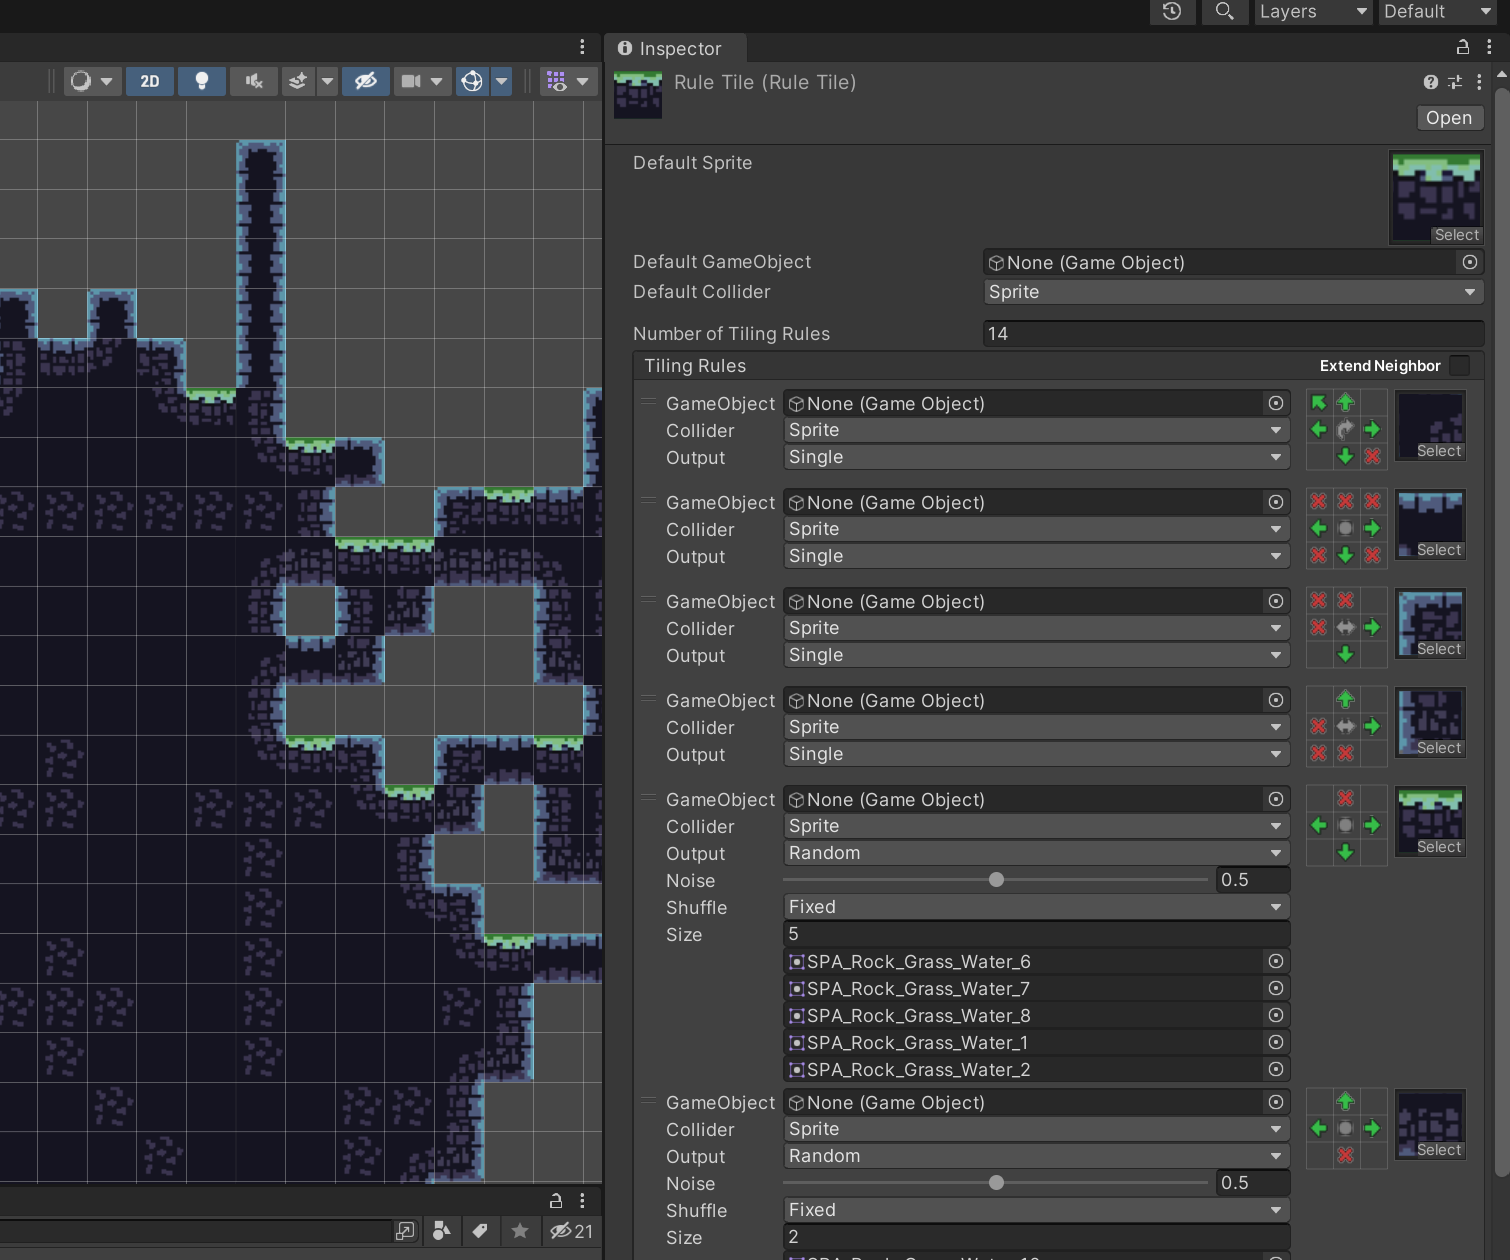 Layers
Default
Inspector
2D
Rule Tile (Rule Tile)
Open
Default Sprite
Select
Default GameObject
None (Game Object)
Default Collider
Sprite
Number of Tiling Rules
14
Tiling Rules
Extend Neighbor
GameObject
None (Game Object)
Collider
Sprite
Output
Single
Select
GameObject
None (Game Object)
Collider
Sprite
Output
Single
Select
GameObject
None (Game Object)
Collider
Sprite
Output
Single
Select
GameObject
None (Game Object)
Collider
Sprite
Output
Single
Select
GameObject
None (Game Object)
Collider
Sprite
Output
Random
Select
Noise
0.5
Shuffle
Fixed
Size
5
SPA_Rock_Grass_Water_6
SPA_Rock_Grass_Water_7
SPA_Rock_Grass_Water_8
SPA_Rock_Grass_Water_1
SPA_Rock_Grass_Water_2
GameObject
None (Game Object)
Collider
Sprite
Output
Random
Select
Noise
0.5
Shuffle
Fixed
Size
2
21